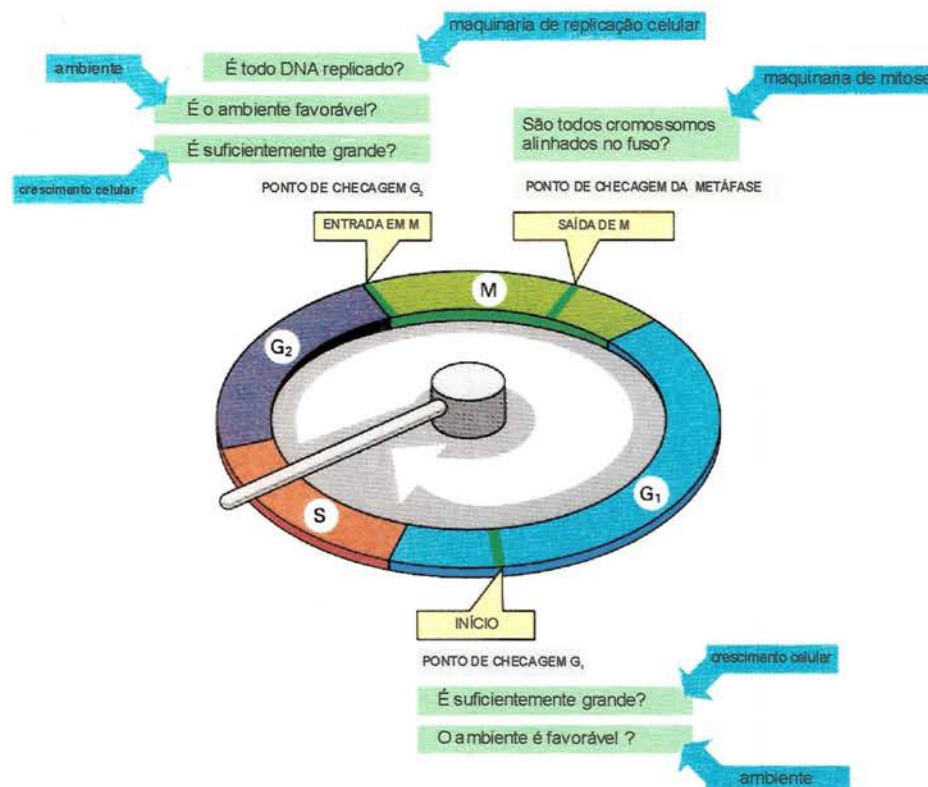 maquinaria de replicação celular
ambiente
É todo DNA replicado?
maquinaria de mitose
É o ambiente favorável?
São todos cromossomos
alinhados no fuso?
É suficientemente grande?
crescimento celular
PONTO DE CHECAGEM G₂
PONTO DE CHECAGEM DA METÁFASE
ENTRADA EM M
SAÍDA DE M
M
G₂
G₁
S
INÍCIO
PONTO DE CHECAGEM G₁
crescimento celular
É suficientemente grande?
O ambiente é favorável ?
ambiente